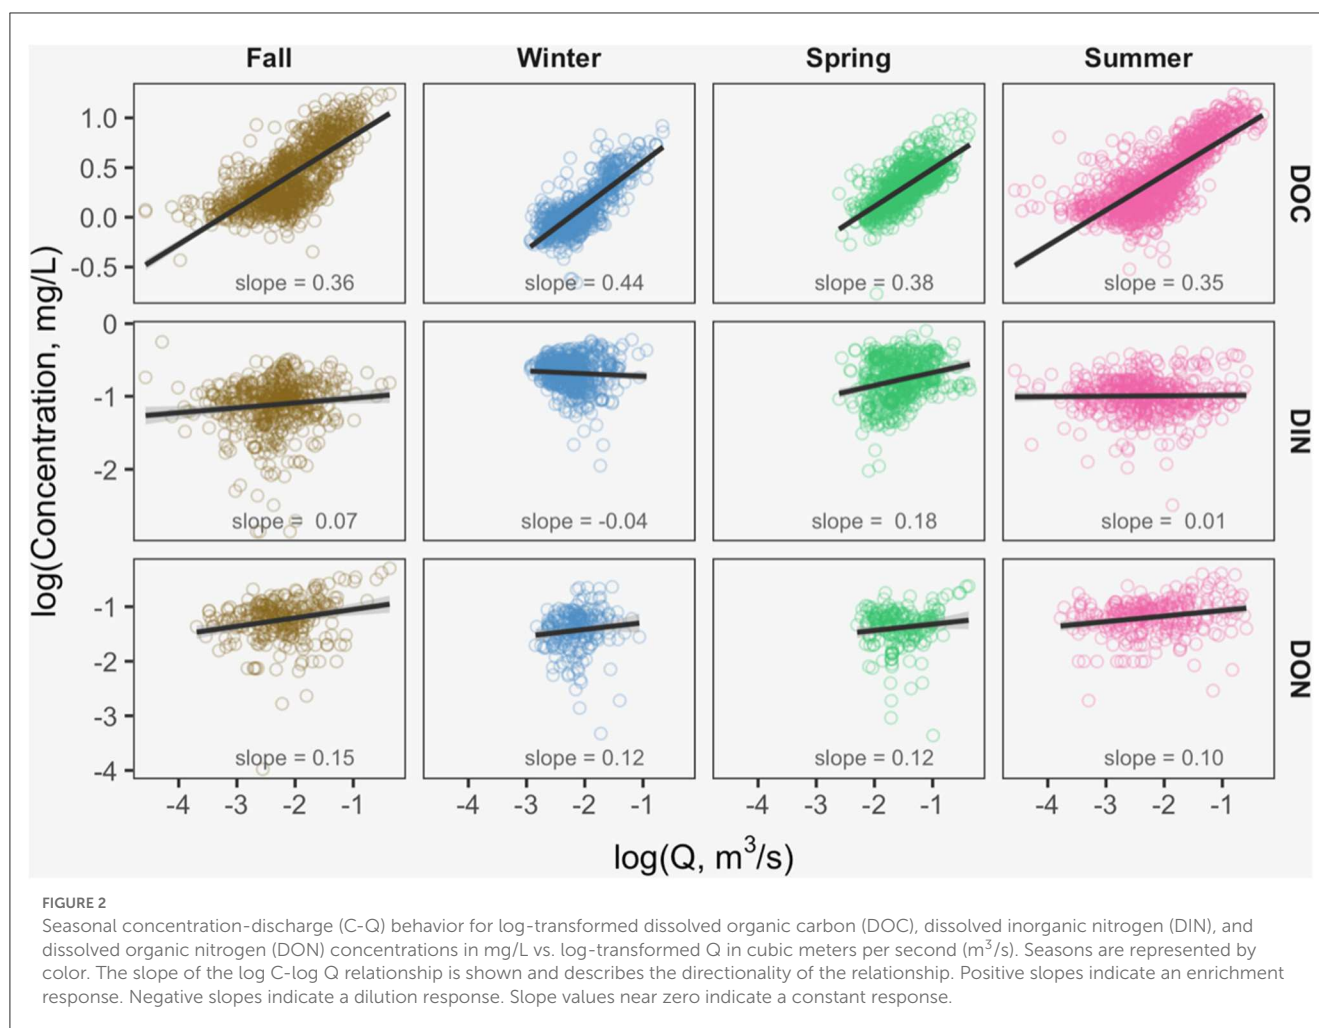 Fall Winter Spring Summer
1.0
0.5
0.0
-0.5
DOC
slope = 0.36 slope = 0.44 slope = 0.38 slope = 0.35
log(Concentration, mg/L)
0
-1
-2
DIN
slope = 0.07 slope = -0.04 slope = 0.18 slope = 0.01
-1
-2
-3
-4
DON
slope = 0.15 slope = 0.12 slope = 0.12 slope = 0.10
-4 -3 -2 -1 -4 -3 -2 -1 -4 -3 -2 -1 -4 -3 -2 -1
log(Q, m³/s)
FIGURE 2
Seasonal concentration-discharge (C-Q) behavior for log-transformed dissolved organic carbon (DOC), dissolved inorganic nitrogen (DIN), and
dissolved organic nitrogen (DON) concentrations in mg/L vs. log-transformed Q in cubic meters per second (m³/s). Seasons are represented by
color. The slope of the log C-log Q relationship is shown and describes the directionality of the relationship. Positive slopes indicate an enrichment
response. Negative slopes indicate a dilution response. Slope values near zero indicate a constant response.